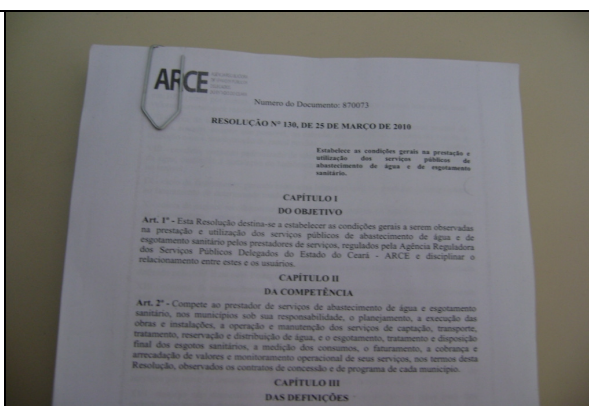 ARCE
Numero do Documento: 870073
RESOLUÇÃO Nº 130, DE 25 DE MARÇO DE 2010
Estabelece as condições gerais na prestação e
utilização dos serviços públicos de
abastecimento de água e de esgotamento
sanitário.
CAPÍTULO I
DO OBJETIVO
Art. 1º - Esta Resolução destina-se a estabelecer as condições gerais a serem observadas
na prestação e utilização dos serviços públicos de abastecimento de água e de
esgotamento sanitário pelos prestadores de serviços, regulados pela Agência Reguladora
dos Serviços Públicos Delegados do Estado do Ceará - ARCE e disciplinar o
relacionamento entre estes e os usuários.
CAPÍTULO II
DA COMPETÊNCIA
Art. 2º - Compete ao prestador de serviços de abastecimento de água e esgotamento
sanitário, nos municípios sob sua responsabilidade, o planejamento, a execução das
obras e instalações, a operação e manutenção dos serviços de captação, transporte,
tratamento, reservação e distribuição de água, e o esgotamento, tratamento e disposição
final dos esgotos sanitários, a medição dos consumos, o faturamento, a cobrança e
arrecadação de valores e monitoramento operacional de seus serviços, nos termos desta
Resolução, observados os contratos de concessão e de programa de cada município.
CAPÍTULO III
DAS DEFINIÇÕES